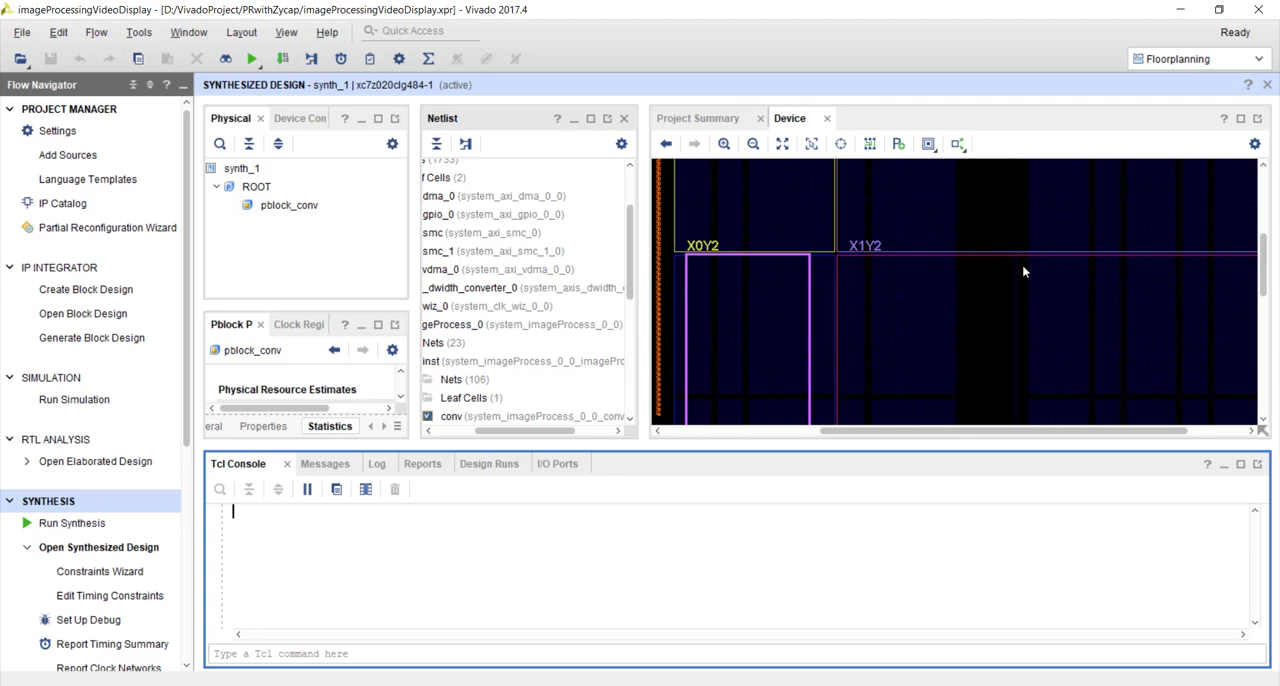 imageProcessingVideoDisplay - [D:/VivadoProject/PRwithZycap/imageProcessingVideoDisplay.xpr] - Vivado 2017.4
File Edit Flow Tools Window Layout View Help Quick Access Ready
Floorplanning
Flow Navigator
SYNTHESIZED DESIGN - synth_1 | xc7z020clg484-1 (active)
PROJECT MANAGER
Settings
Add Sources
Language Templates
IP Catalog
Partial Reconfiguration Wizard
IP INTEGRATOR
Create Block Design
Open Block Design
Generate Block Design
SIMULATION
Run Simulation
RTL ANALYSIS
Open Elaborated Design
SYNTHESIS
Run Synthesis
Open Synthesized Design
Constraints Wizard
Edit Timing Constraints
Set Up Debug
Report Timing Summary
Report Clock Networks
Physical Device Con
synth_1
ROOT
pblock_conv
Pblock P Clock Regi
pblock_conv
Physical Resource Estimates
eral Properties Statistics
Netlist
s (1733)
f Cells (2)
dma_0 (system_axi_dma_0_0)
gpio_0 (system_axi_gpio_0_0)
smc (system_axi_smc_0)
smc_1 (system_axi_smc_1_0)
vdma_0 (system_axi_vdma_0_0)
_dwidth_converter_0 (system_axis_dwidth_
wiz_0 (system_clk_wiz_0_0)
geProcess_0 (system_imageProcess_0_0)
Nets (23)
inst (system_imageProcess_0_0_imagePro
Nets (106)
Leaf Cells (1)
conv (system_imageProcess_0_0_conv
Project Summary Device
X0Y2 X1Y2
Tcl Console Messages Log Reports Design Runs I/O Ports
Type a Tcl command here